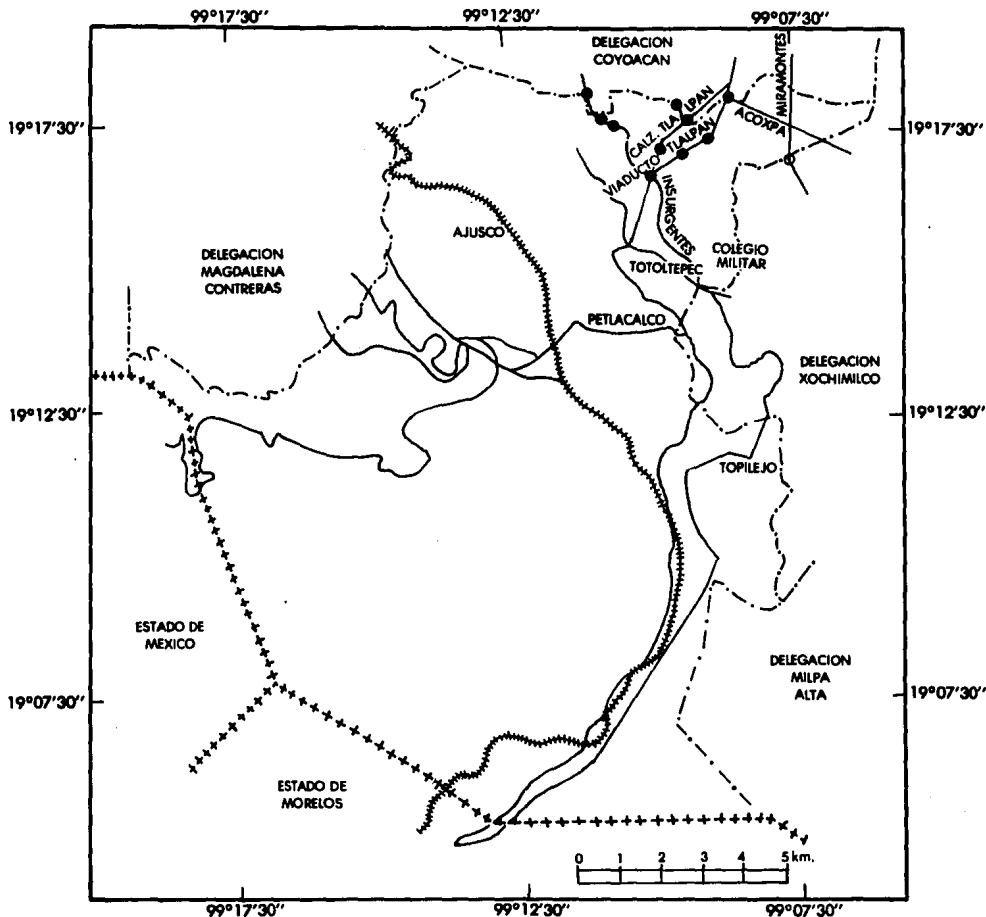 99°17'30''
99°12'30''
99°07'30''
DELEGACION
COYOACAN
MIRAMONTES
19°17'30''
CALZ. TLALPAN
ACOXPA
19°17'30''
VIADUCTO TLALPAN
INSURGENTES
AJUSCO
DELEGACION
MAGDALENA
CONTRERAS
COLEGIO
MILITAR
TOTOLTEPEC
PETLACALCO
DELEGACION
XOCHIMILCO
19°12'30''
19°12'30''
TOPILEJO
ESTADO DE
MEXICO
DELEGACION
MILPA
ALTA
19°07'30''
19°07'30''
ESTADO DE
MORELOS
0 1 2 3 4 5 km.
99°17'30''
99°12'30''
99°07'30''